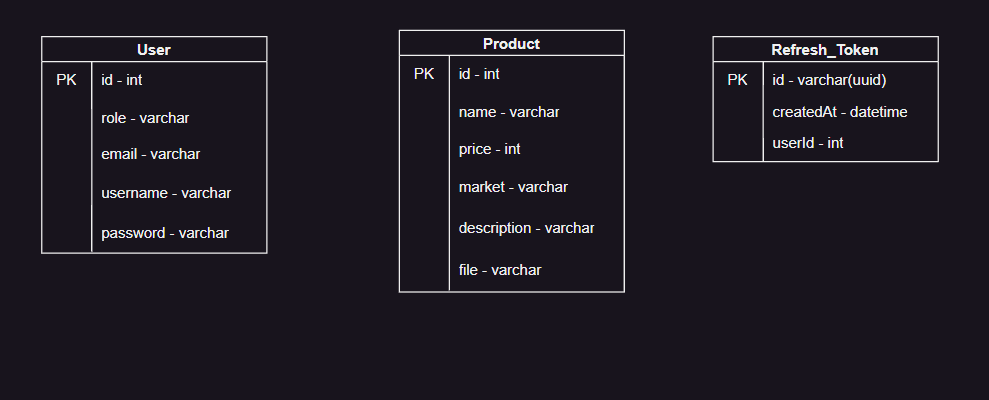 User
PK id - int
role - varchar
email - varchar
username - varchar
password - varchar
Product
PK id - int
name - varchar
price - int
market - varchar
description - varchar
file - varchar
Refresh_Token
PK id - varchar(uuid)
createdAt - datetime
userId - int